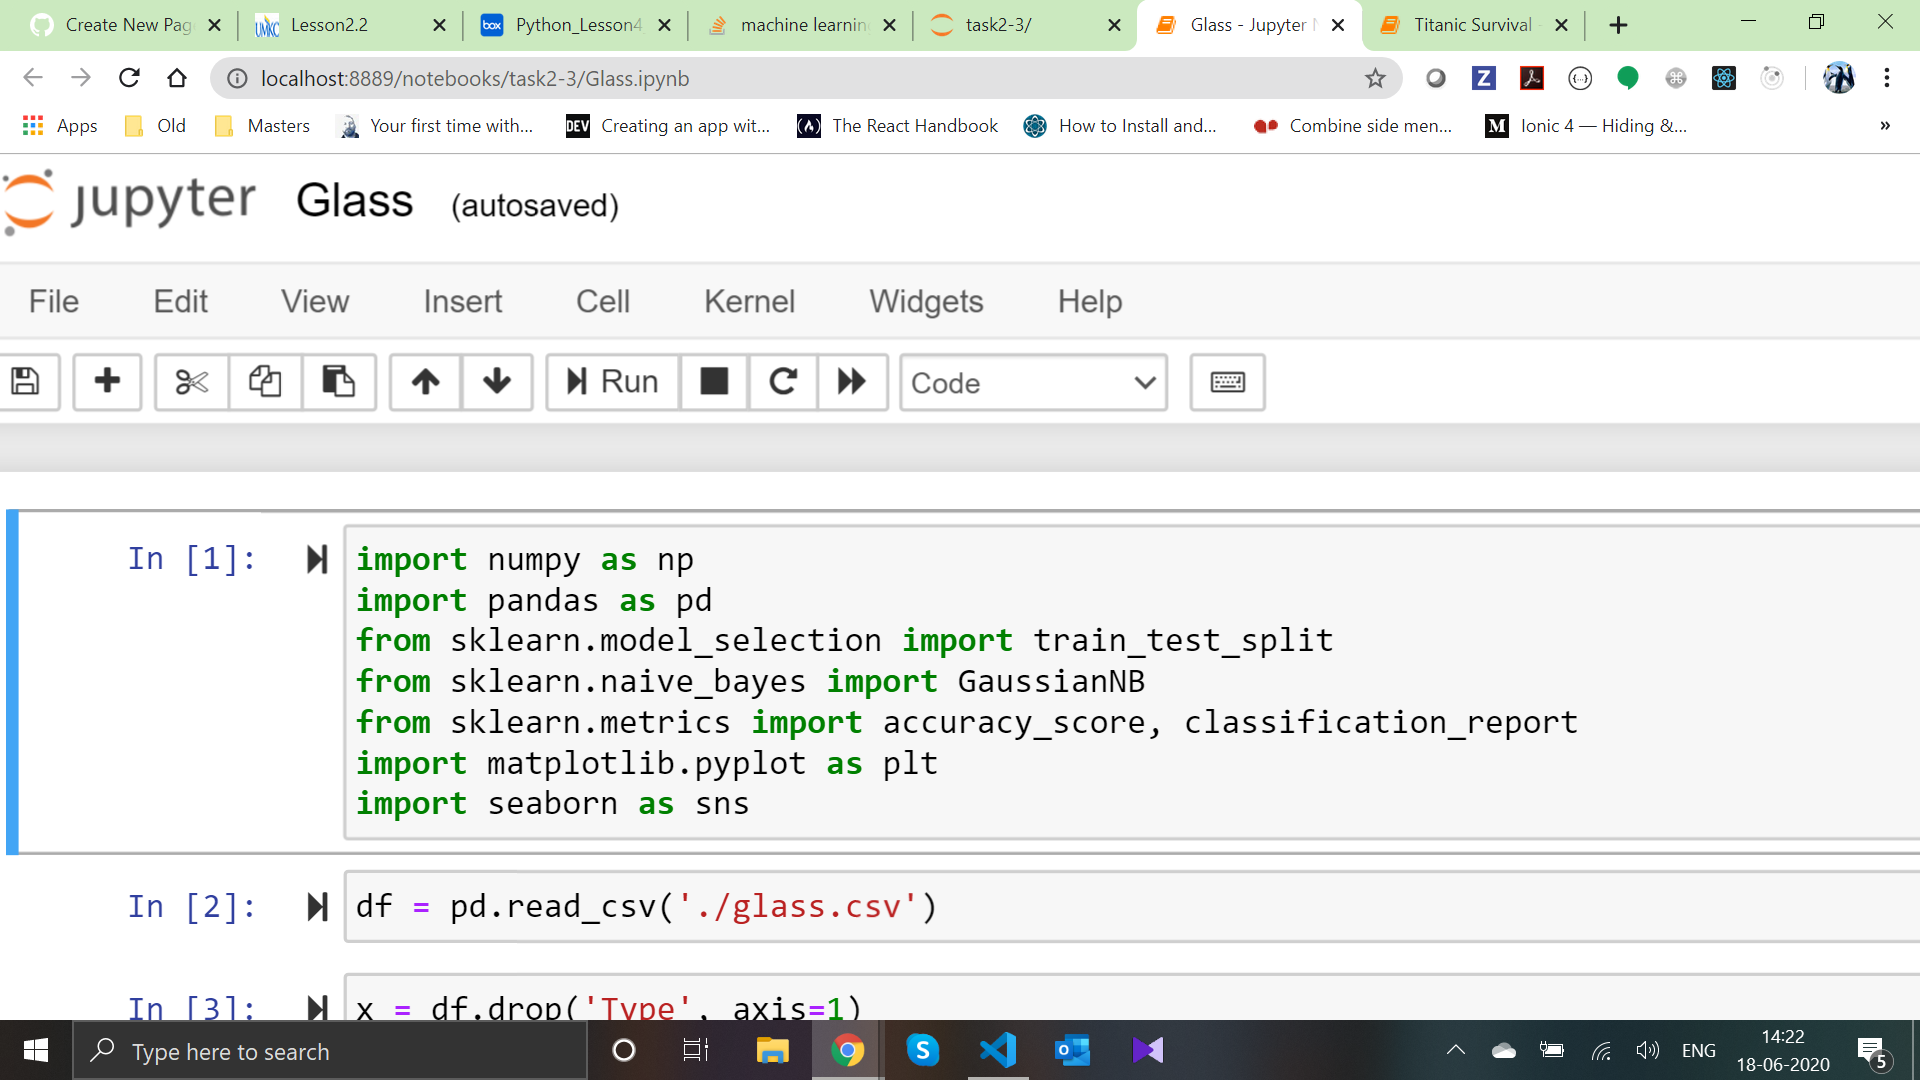 Create New Pag
Lesson2.2
Python_Lesson4
machine learning
task2-3/
Glass - Jupyter N
Titanic Survival -
localhost:8889/notebooks/task2-3/Glass.ipynb
Apps
Old
Masters
Your first time with...
DEV
Creating an app wit...
The React Handbook
How to Install and...
Combine side men...
Ionic 4 — Hiding &...
»
jupyter
Glass
(autosaved)
File
Edit
View
Insert
Cell
Kernel
Widgets
Help
Run
Code
In [1]:
import numpy as np
import pandas as pd
from sklearn.model_selection import train_test_split
from sklearn.naive_bayes import GaussianNB
from sklearn.metrics import accuracy_score, classification_report
import matplotlib.pyplot as plt
import seaborn as sns
In [2]:
df = pd.read_csv('./glass.csv')
In [3]:
x = df.drop('Type', axis=1)
Type here to search
ENG
14:22
18-06-2020
5